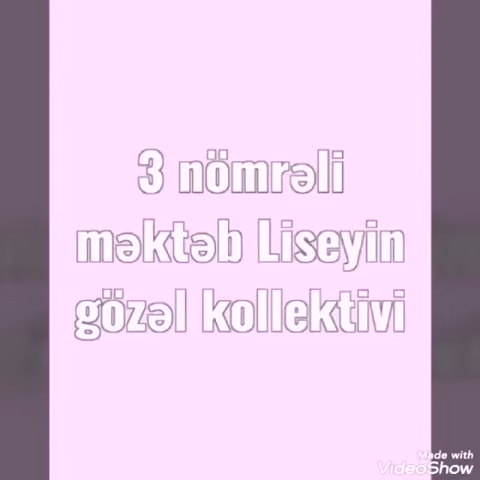 3 nömrəli
məktəb Liseyin
gözəl kollektivi
Made with
VideoShow